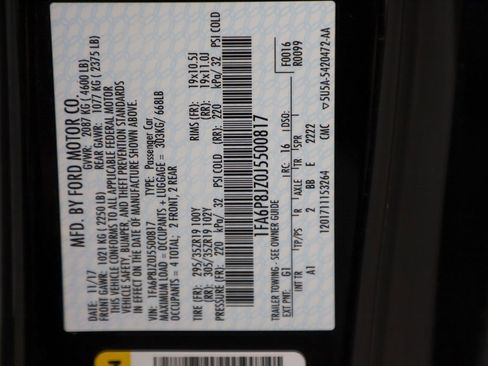 MFD. BY FORD MOTOR CO.
11/17
GVWR: 2087 KG ( 4600 LB)
FRONT GAWR: 1021 KG ( 2250 LB)
REAR GAWR: 1077 KG ( 2375 LB)
THIS VEHICLE CONFORMS TO ALL APPLICABLE FEDERAL MOTOR
VEHICLE SAFETY, BUMPER, AND THEFT PREVENTION STANDARDS
IN EFFECT ON THE DATE OF MANUFACTURE SHOWN ABOVE.
VIN: 1FA6P8JZ0J5500817 TYPE: Passenger Car
MAXIMUM LOAD = OCCUPANTS + LUGGAGE = 303KG / 668LB
OCCUPANTS = 4 TOTAL; 2 FRONT, 2 REAR
TIRE (FR): 295/35ZR19 100Y RIMS (FR): 19x10.5J
(RR): 305/35ZR19 102Y (RR): 19x11.0J
PRESSURE (FR): 220 kPA/ 32 PSI COLD (RR): 220 kPA/ 32 PSI COLD
1FA6P8JZ0J5500817
TRAILER TOWING - SEE OWNER GUIDE
EXT PNT: G1 RC: 16 DSO: F0016
R0099
INT TR TP/PS R AXLE TR SPR
A1 2 BB E 2222
1201711153264 CMC ▽5U5A-5420472-AA
4